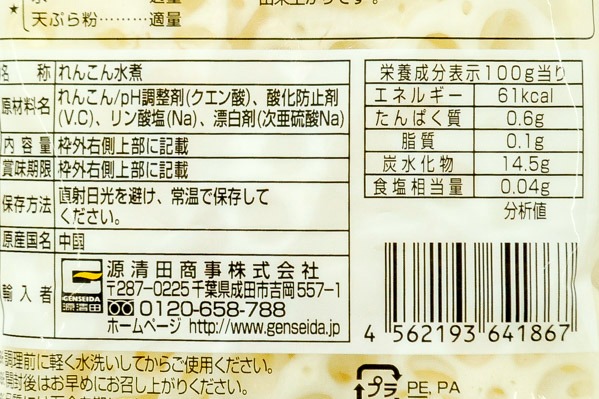 ★ 適量
天ぷら粉………適量
名称 れんこん水煮
原材料名 れんこん/pH調整剤(クエン酸)、酸化防止剤
(V.C)、リン酸塩(Na)、漂白剤(次亜硫酸Na)
内容量 枠外右側上部に記載
賞味期限 枠外右側上部に記載
保存方法 直射日光を避け、常温で保存して
ください。
原産国名 中国
輸入者 GENSEIDA 源清田 源清田商事株式会社
〒287-0225 千葉県成田市吉岡557-1
0120-658-788
ホームページ http://www.genseida.jp
栄養成分表示100g当り
エネルギー 61kcal
たんぱく質 0.6g
脂質 0.1g
炭水化物 14.5g
食塩相当量 0.04g
分析値
4 562193 641867
調理前に軽く水洗いしてからご使用ください。
開封後はお早めにお召し上がりください。
プラ PE, PA